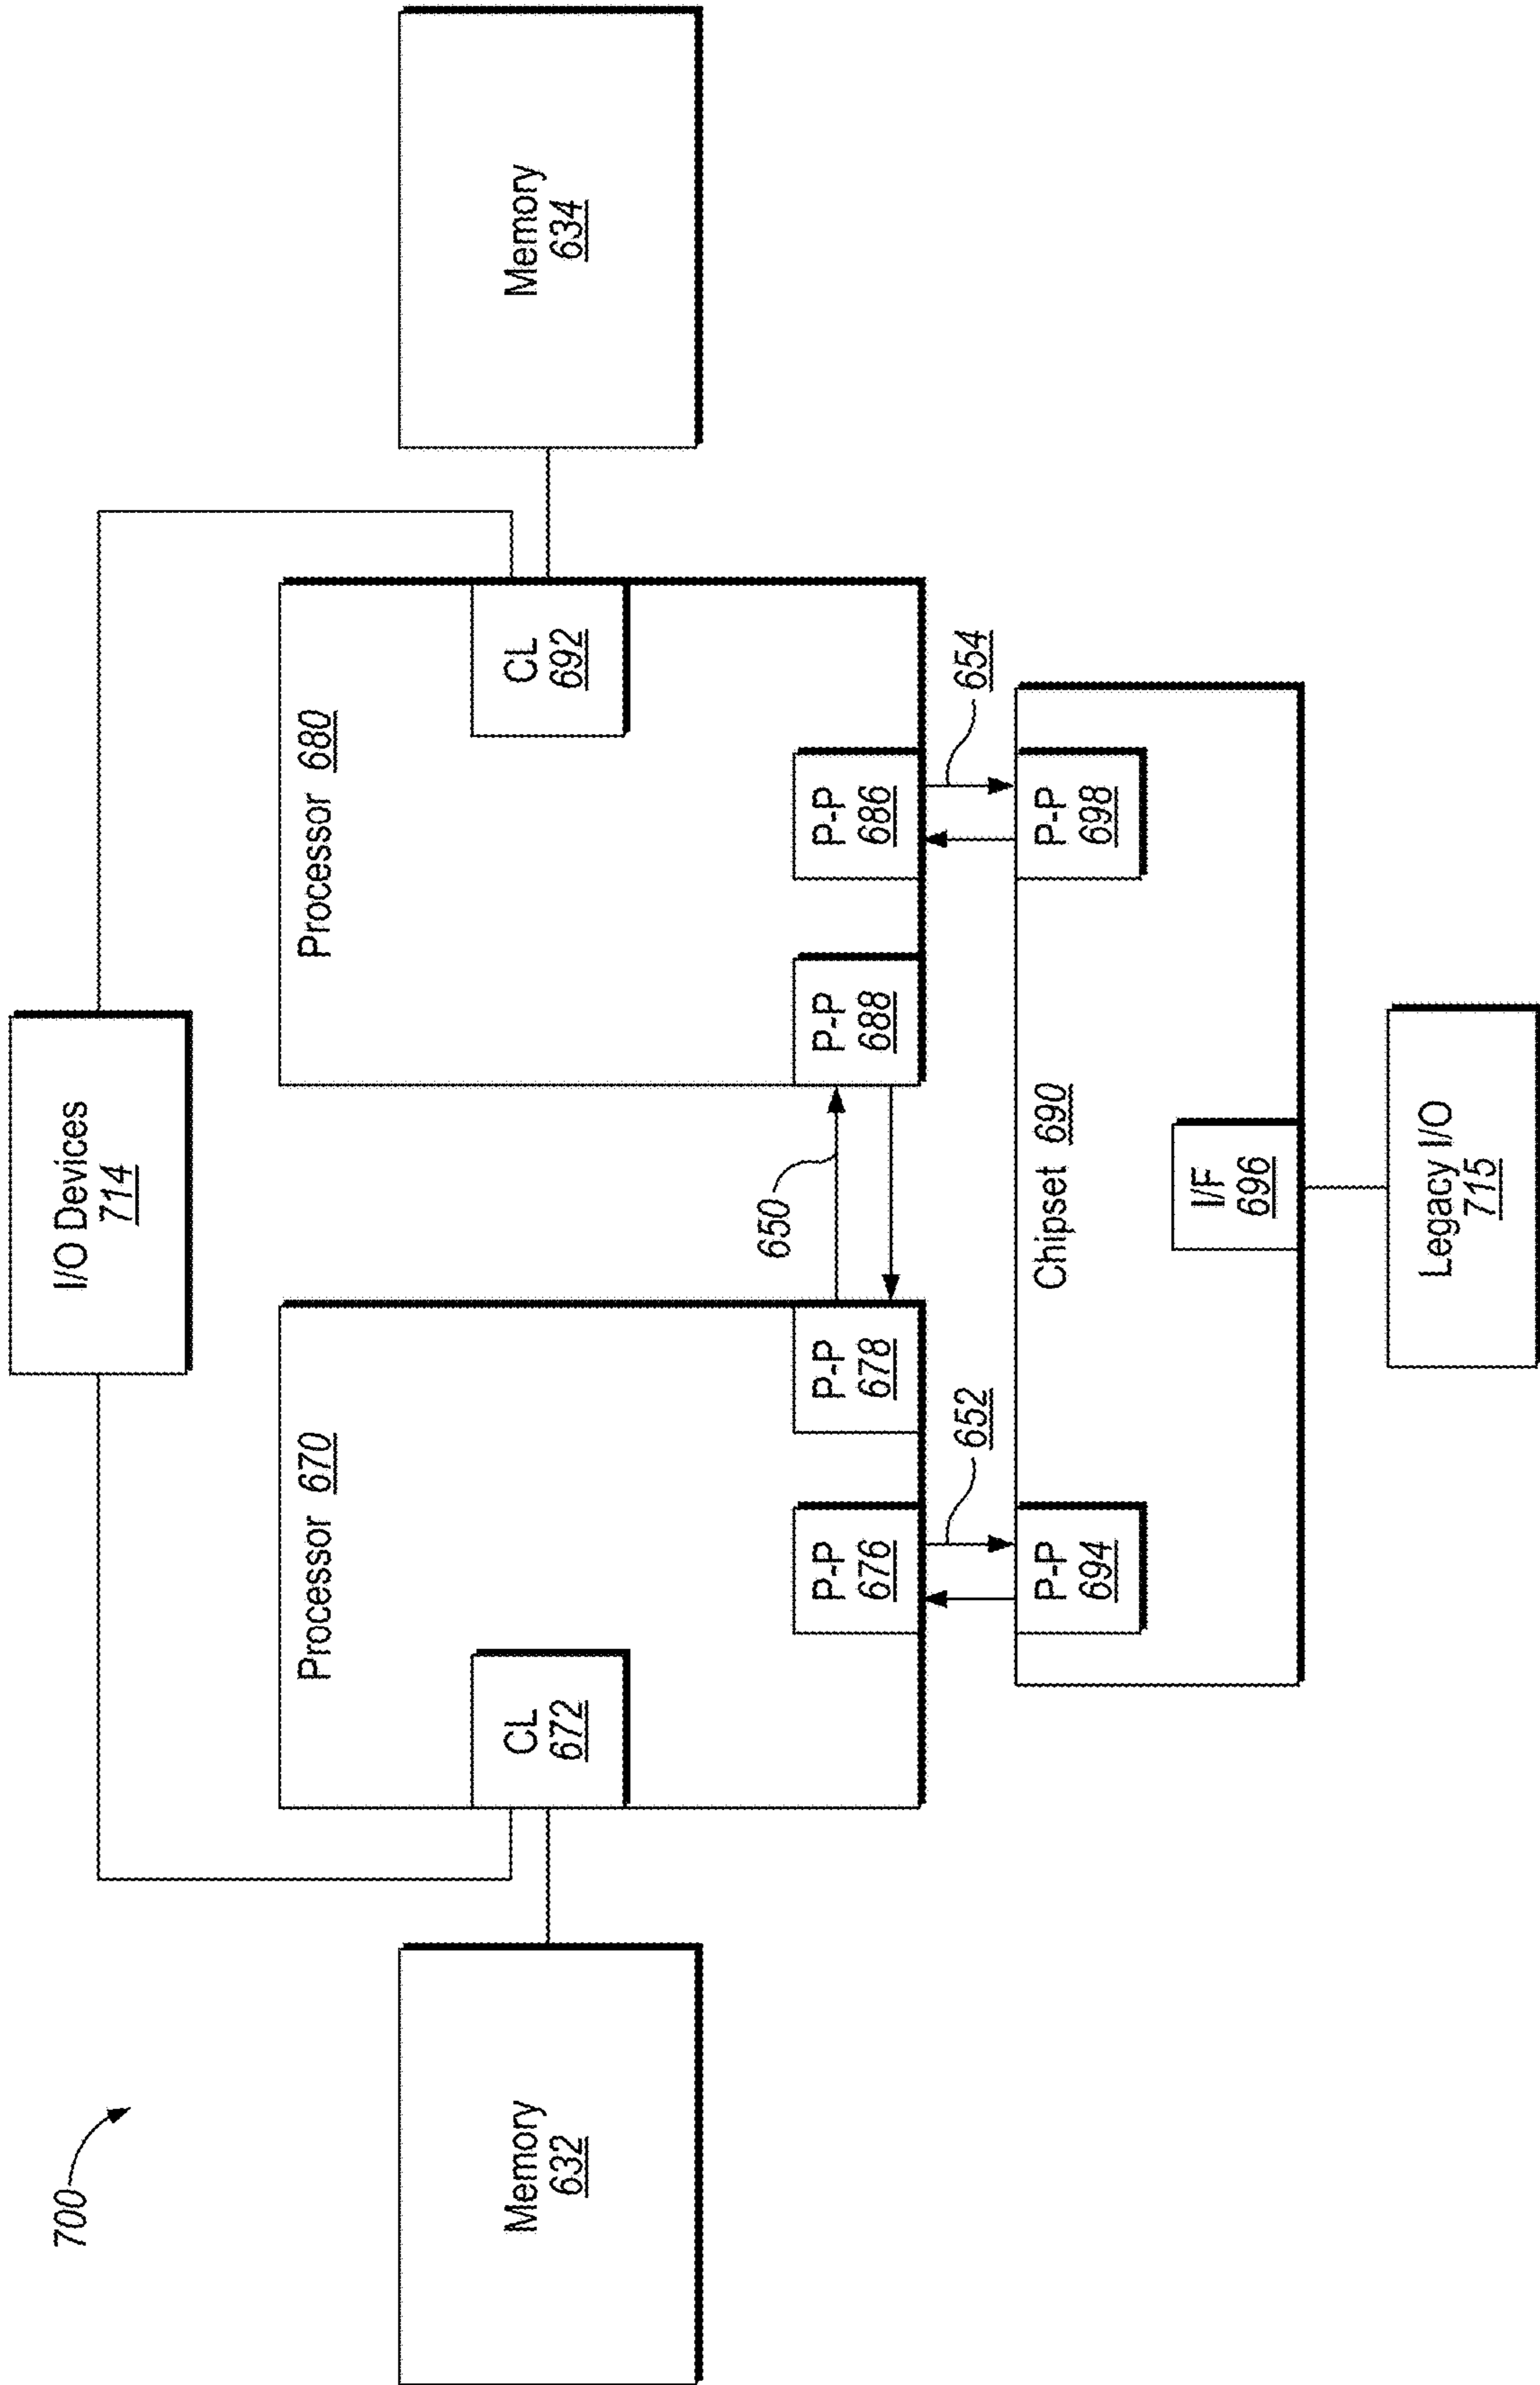 700
I/O Devices
714
Processor 670
Processor 680
Memory
632
CL
672
CL
692
Memory
634
650
P-P
676
P-P
678
P-P
688
P-P
686
652
654
P-P
694
Chipset 690
P-P
698
I/F
696
Legacy I/O
715